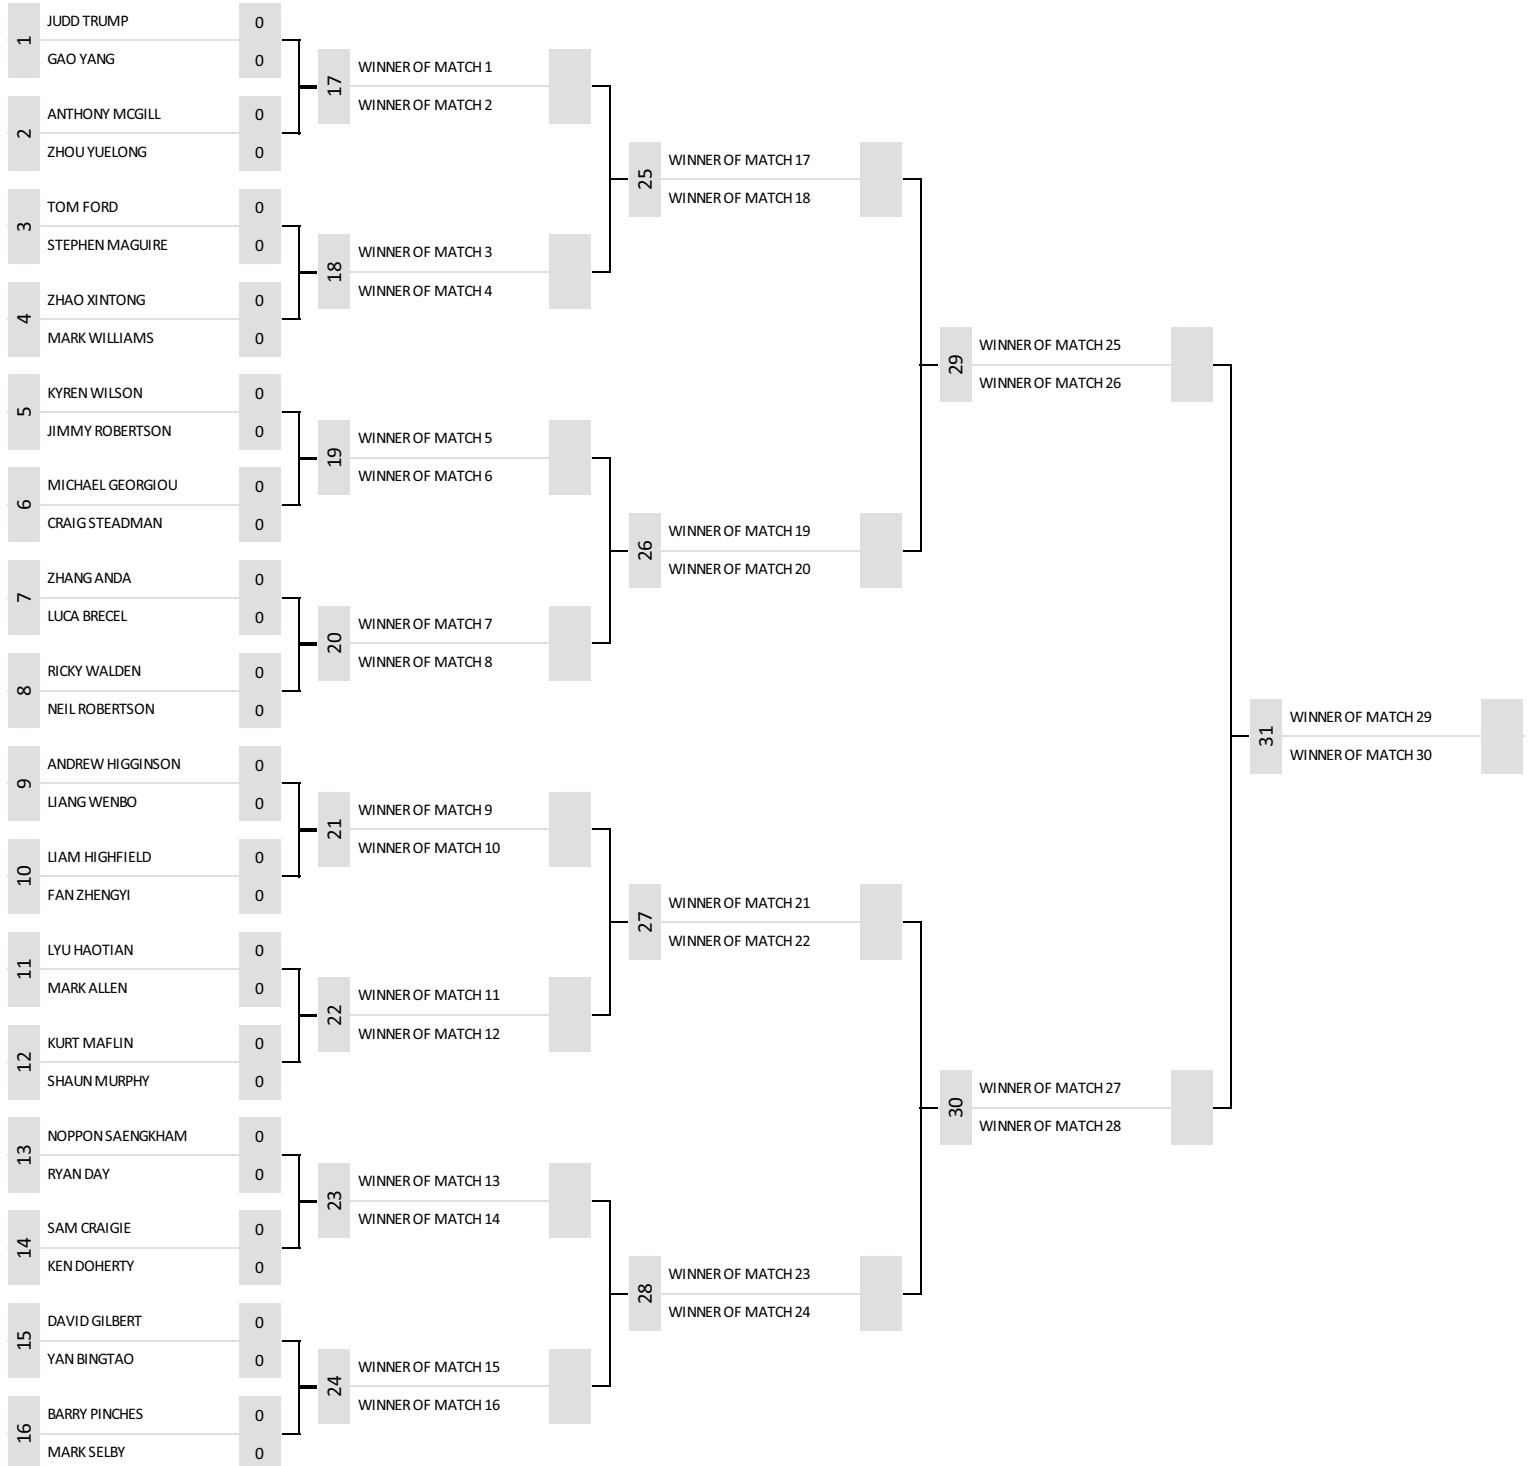 1
JUDD TRUMP 0
GAO YANG 0
2
ANTHONY MCGILL 0
ZHOU YUELONG 0
3
TOM FORD 0
STEPHEN MAGUIRE 0
4
ZHAO XINTONG 0
MARK WILLIAMS 0
5
KYREN WILSON 0
JIMMY ROBERTSON 0
6
MICHAEL GEORGIOU 0
CRAIG STEADMAN 0
7
ZHANG ANDA 0
LUCA BRECEL 0
8
RICKY WALDEN 0
NEIL ROBERTSON 0
9
ANDREW HIGGINSON 0
LIANG WENBO 0
10
LIAM HIGHFIELD 0
FAN ZHENGYI 0
11
LYU HAOTIAN 0
MARK ALLEN 0
12
KURT MAFLIN 0
SHAUN MURPHY 0
13
NOPPON SAENGKHAM 0
RYAN DAY 0
14
SAM CRAIGIE 0
KEN DOHERTY 0
15
DAVID GILBERT 0
YAN BINGTAO 0
16
BARRY PINCHES 0
MARK SELBY 0
17
WINNER OF MATCH 1
WINNER OF MATCH 2
18
WINNER OF MATCH 3
WINNER OF MATCH 4
19
WINNER OF MATCH 5
WINNER OF MATCH 6
20
WINNER OF MATCH 7
WINNER OF MATCH 8
21
WINNER OF MATCH 9
WINNER OF MATCH 10
22
WINNER OF MATCH 11
WINNER OF MATCH 12
23
WINNER OF MATCH 13
WINNER OF MATCH 14
24
WINNER OF MATCH 15
WINNER OF MATCH 16
25
WINNER OF MATCH 17
WINNER OF MATCH 18
26
WINNER OF MATCH 19
WINNER OF MATCH 20
27
WINNER OF MATCH 21
WINNER OF MATCH 22
28
WINNER OF MATCH 23
WINNER OF MATCH 24
29
WINNER OF MATCH 25
WINNER OF MATCH 26
30
WINNER OF MATCH 27
WINNER OF MATCH 28
31
WINNER OF MATCH 29
WINNER OF MATCH 30